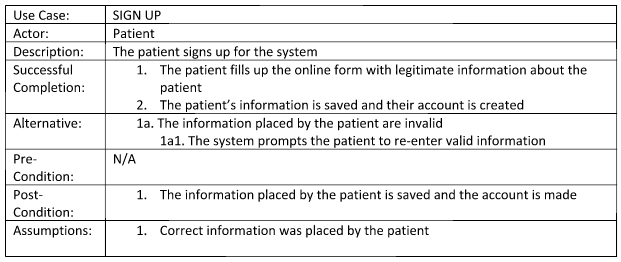 Use Case: SIGN UP
Actor: Patient
Description: The patient signs up for the system
Successful Completion: 1. The patient fills up the online form with legitimate information about the
patient
2. The patient's information is saved and their account is created
Alternative: 1a. The information placed by the patient are invalid
1a1. The system prompts the patient to re-enter valid information
Pre-
Condition: N/A
Post-
Condition: 1. The information placed by the patient is saved and the account is made
Assumptions: 1. Correct information was placed by the patient